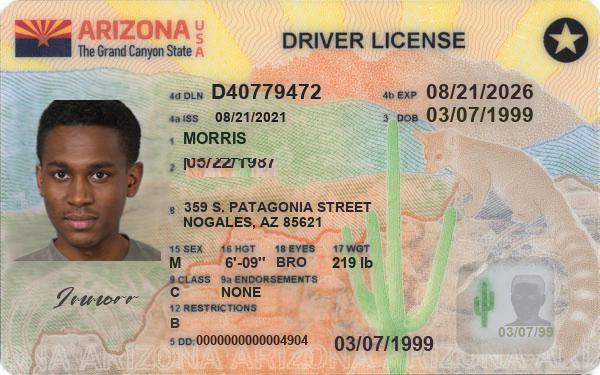 ARIZONA USA
The Grand Canyon State
DRIVER LICENSE
4d DLN D40779472
4b EXP 08/21/2026
4a ISS 08/21/2021
3 DOB 03/07/1999
1 MORRIS
2 05/22/1987
8 359 S. PATAGONIA STREET
NOGALES, AZ 85621
15 SEX 16 HGT 18 EYES 17 WGT
M 6'-09" BRO 219 lb
9 CLASS 9a ENDORSEMENTS
C NONE
12 RESTRICTIONS
B
5 DD: 0000000000004904
03/07/1999
03/07/99
ARIZONA ARIZONA ARIZONA ARIZONA